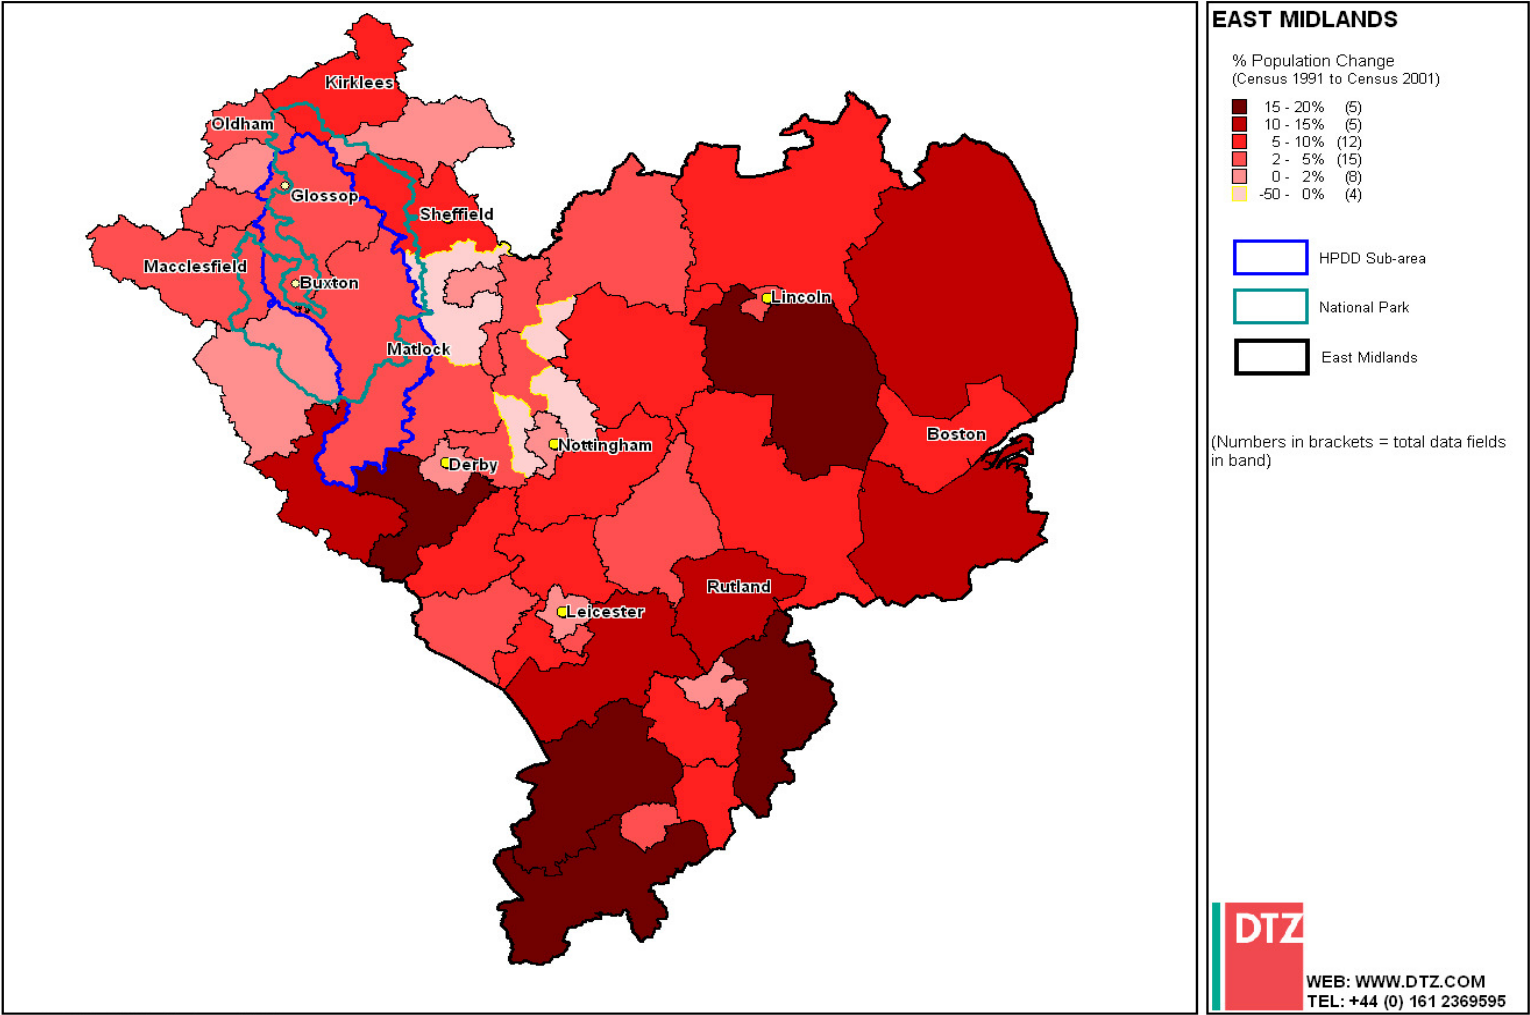 EAST MIDLANDS
% Population Change
(Census 1991 to Census 2001)
15 - 20% (5)
10 - 15% (5)
5 - 10% (12)
2 - 5% (15)
0 - 2% (8)
-50 - 0% (4)
HPDD Sub-area
National Park
East Midlands
(Numbers in brackets = total data fields
in band)
Kirklees
Oldham
Glossop
Sheffield
Macclesfield
Buxton
Lincoln
Matlock
Boston
Nottingham
Derby
Rutland
Leicester
DTZ
WEB: WWW.DTZ.COM
TEL: +44 (0) 161 2369595